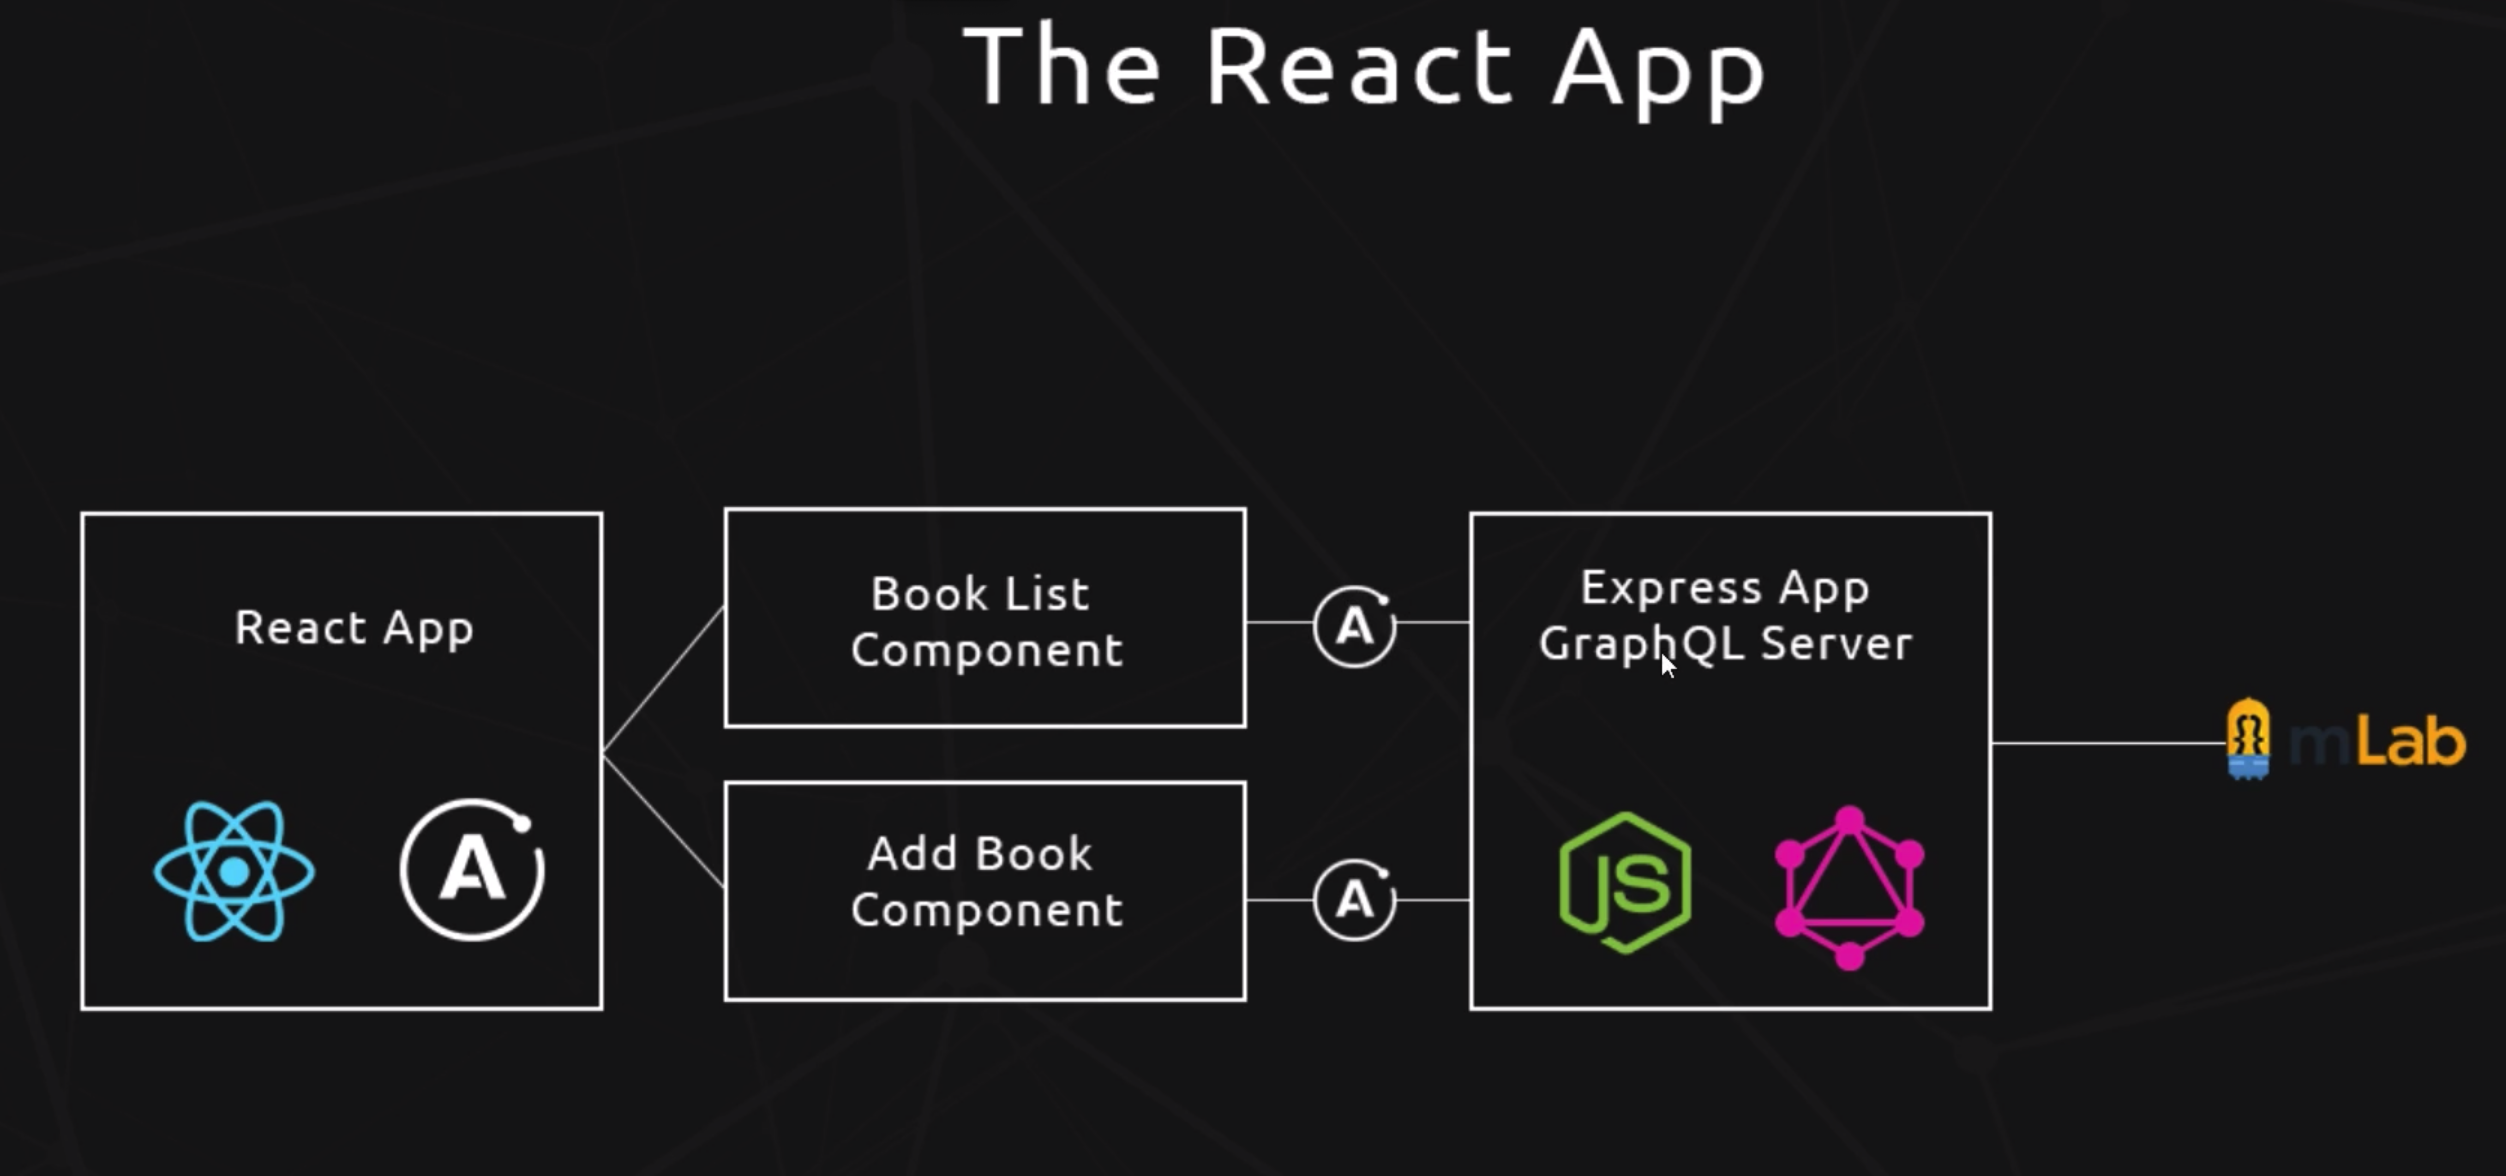 The React App
React App
A
Book List
Component
Add Book
Component
A
A
Express App
GraphQL Server
JS
mLab